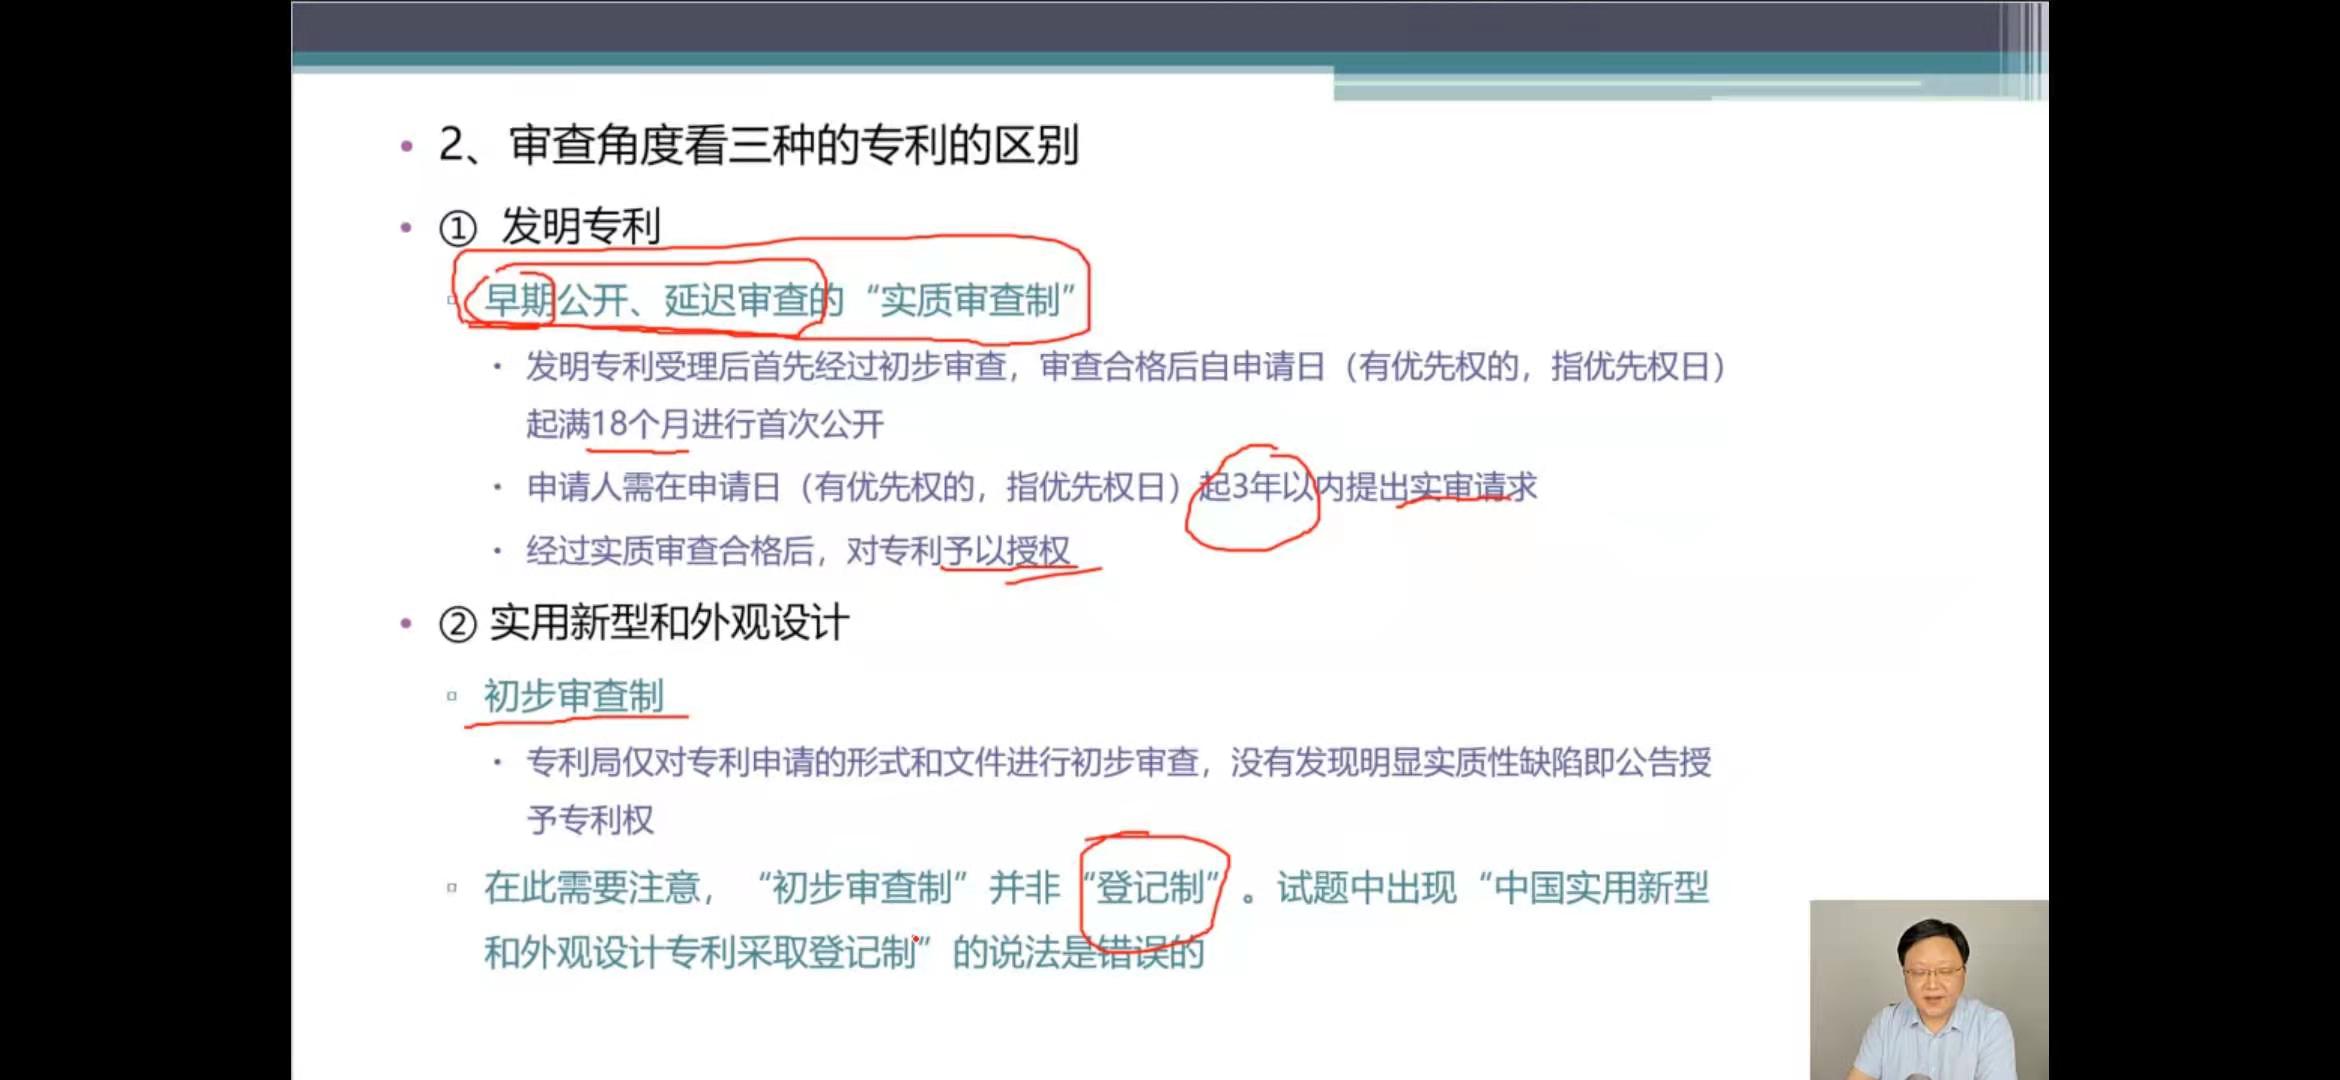 2、审查角度看三种的专利的区别
① 发明专利
早期公开、延迟审查的“实质审查制”
发明专利受理后首先经过初步审查，审查合格后自申请日（有优先权的，指优先权日）
起满18个月进行首次公开
申请人需在申请日（有优先权的，指优先权日）起3年以内提出实审请求
经过实质审查合格后，对专利予以授权
② 实用新型和外观设计
初步审查制
专利局仅对专利申请的形式和文件进行初步审查，没有发现明显实质性缺陷即公告授
予专利权
在此需要注意，“初步审查制”并非“登记制”。试题中出现“中国实用新型
和外观设计专利采取登记制”的说法是错误的